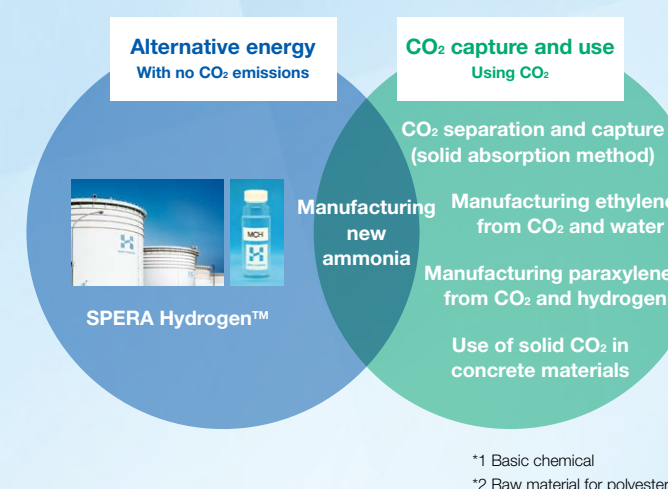 Alternative energy
With no CO₂ emissions
CO₂ capture and use
Using CO₂
CO₂ separation and capture
(solid absorption method)
Manufacturing ethylene
from CO₂ and water
Manufacturing
new
ammonia
Manufacturing paraxylene
from CO₂ and hydrogen
MCH
SPERA Hydrogen™
Use of solid CO₂ in
concrete materials
*1 Basic chemical
*2 Raw material for polyester